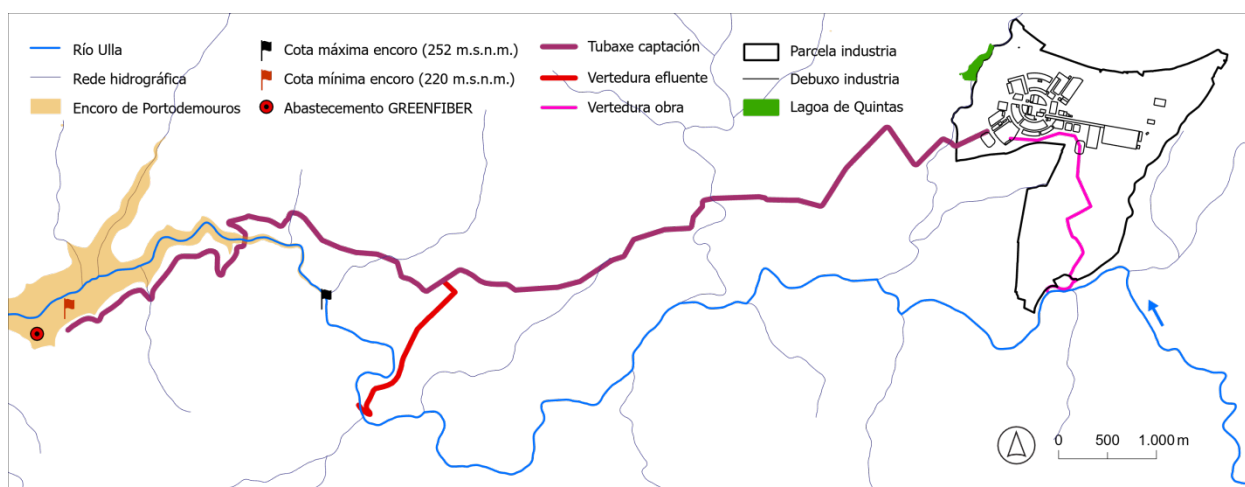 Río Ulla
Rede hidrográfica
Encoro de Portodemouros
Cota máxima encoro (252 m.s.n.m.)
Cota mínima encoro (220 m.s.n.m.)
Abastecemento GREENFIBER
Tubaxe captación
Vertedura efluente
Vertedura obra
Parcela industria
Debuxo industria
Lagoa de Quintas
0 500 1.000 m